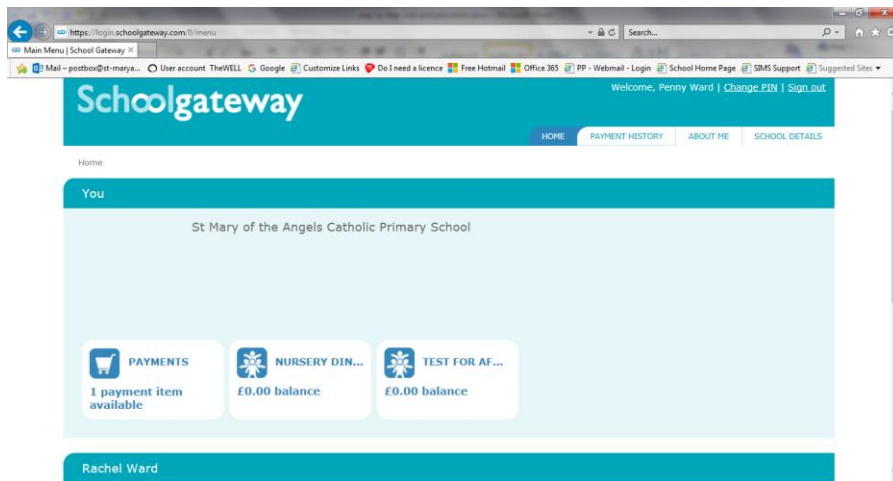 https://login.schoolgateway.com/0/menu
Search...
Main Menu | School Gateway
Mail – postbox@st-marya... User account TheWELL Google Customize Links Do I need a licence Free Hotmail Office 365 PP - Webmail - Login School Home Page SIMS Support Suggested Sites
Schoolgateway
Welcome, Penny Ward | Change PIN | Sign out
HOME PAYMENT HISTORY ABOUT ME SCHOOL DETAILS
Home
You
St Mary of the Angels Catholic Primary School
PAYMENTS
1 payment item
available
NURSERY DIN...
£0.00 balance
TEST FOR AF...
£0.00 balance
Rachel Ward